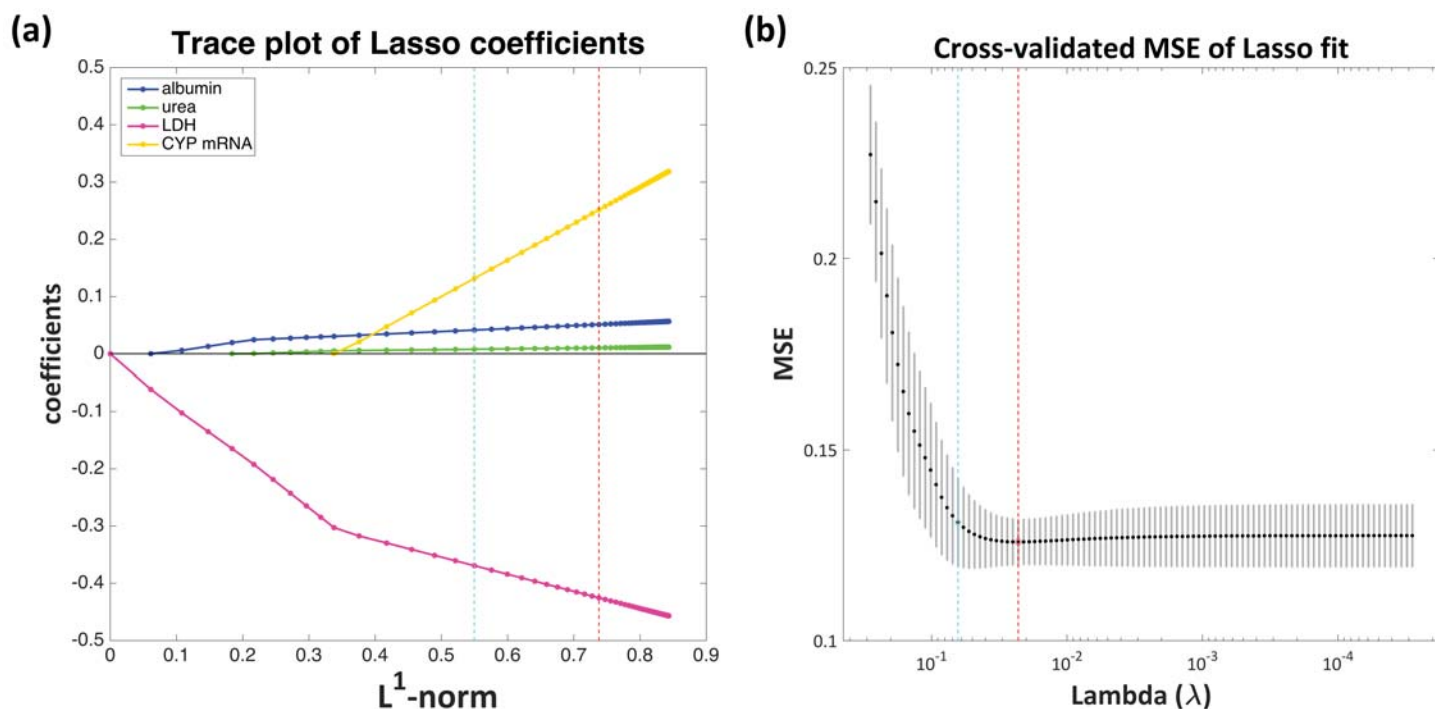 (a)
Trace plot of Lasso coefficients
albumin
urea
LDH
CYP mRNA
coefficients
0.5
0.4
0.3
0.2
0.1
0
-0.1
-0.2
-0.3
-0.4
-0.5
0 0.1 0.2 0.3 0.4 0.5 0.6 0.7 0.8 0.9
L¹-norm
(b)
Cross-validated MSE of Lasso fit
MSE
0.25
0.2
0.15
0.1
10⁻¹ 10⁻² 10⁻³ 10⁻⁴
Lambda (λ)